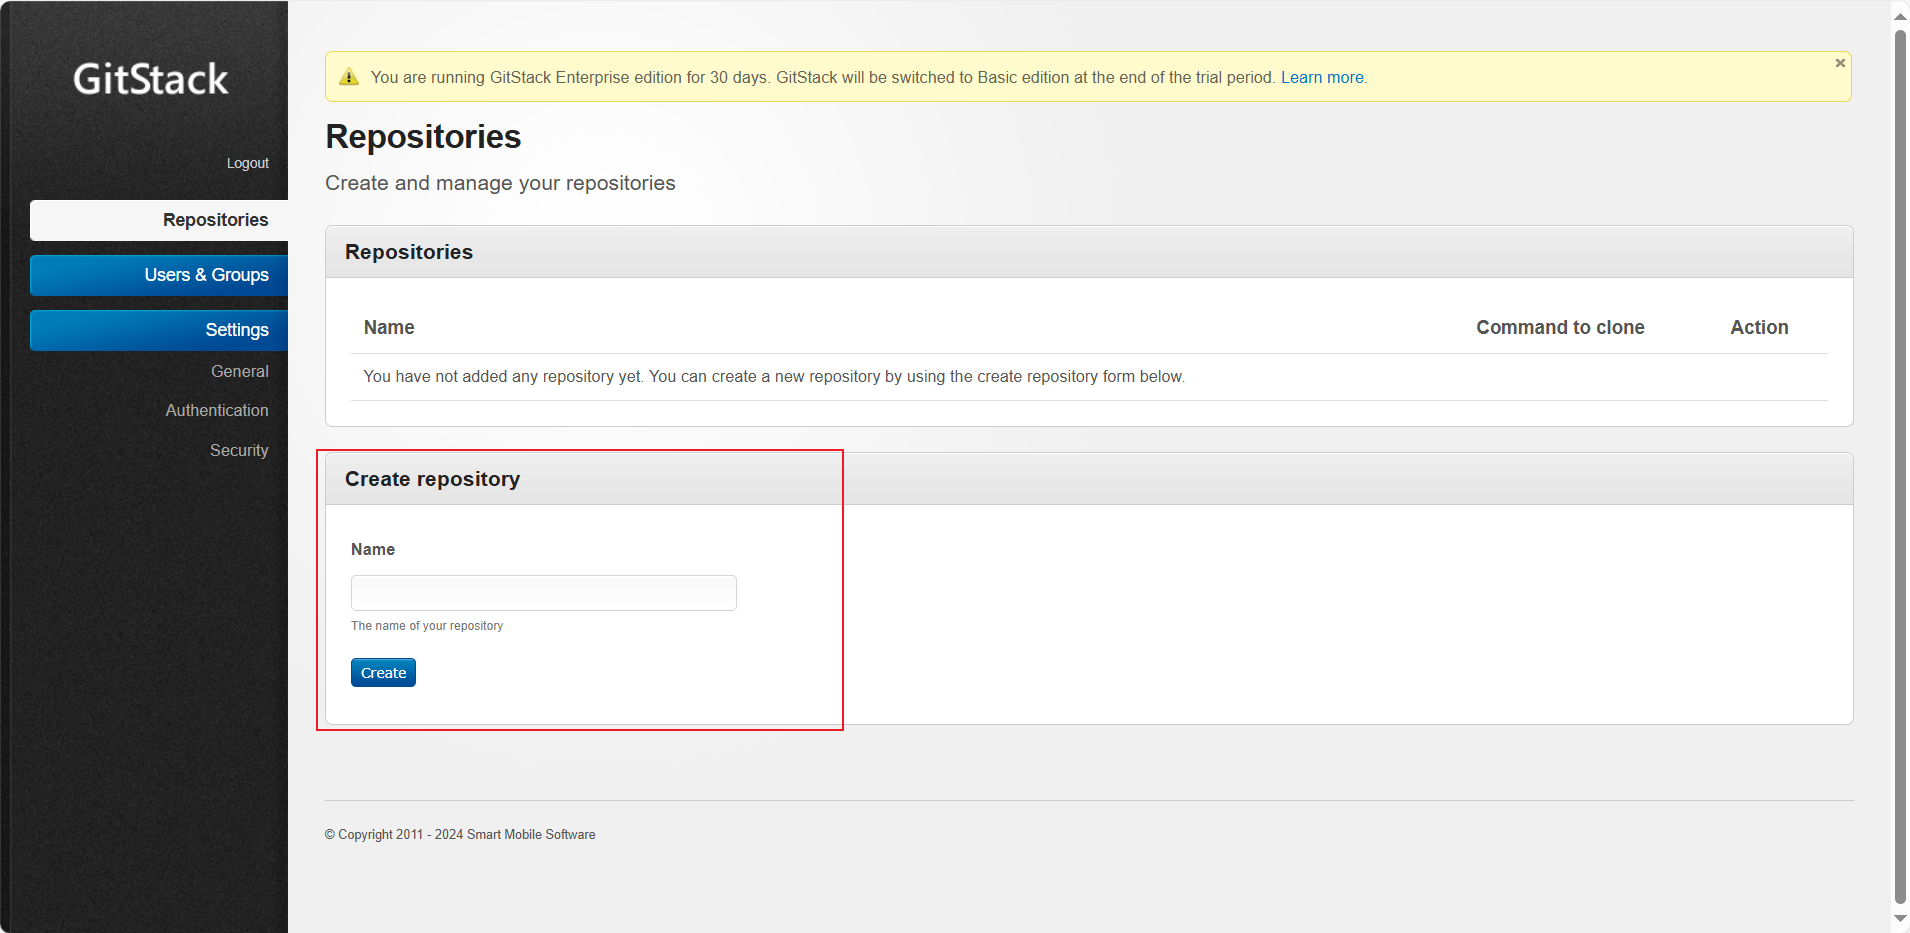 GitStack
Logout
Repositories
Users & Groups
Settings
General
Authentication
Security
You are running GitStack Enterprise edition for 30 days. GitStack will be switched to Basic edition at the end of the trial period. Learn more.
Repositories
Create and manage your repositories
Repositories
Name Command to clone Action
You have not added any repository yet. You can create a new repository by using the create repository form below.
Create repository
Name
The name of your repository
Create
© Copyright 2011 - 2024 Smart Mobile Software